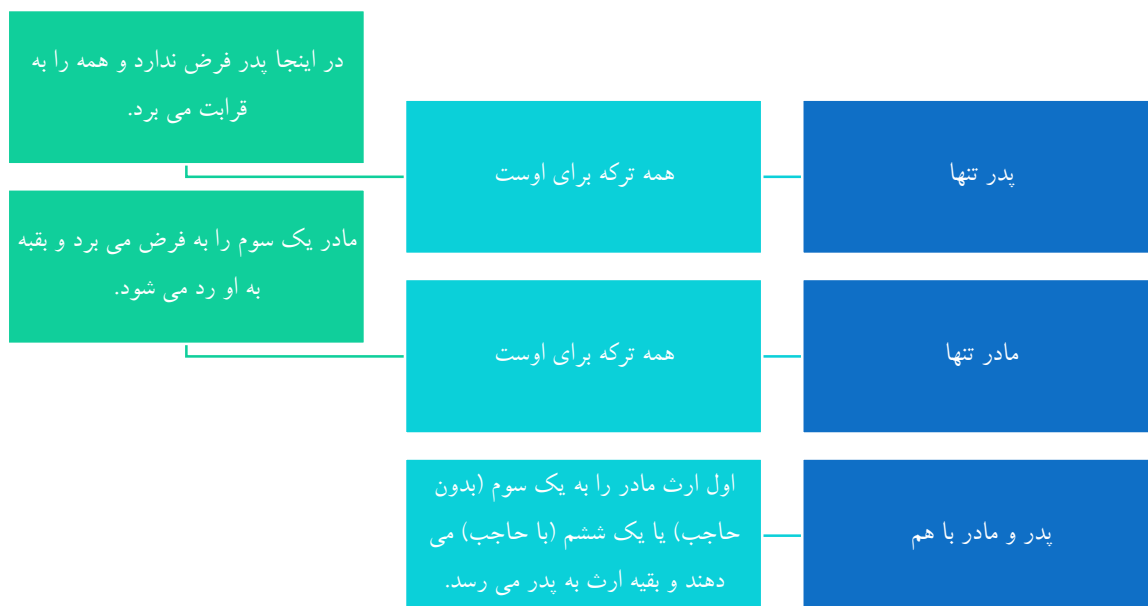 پدر تنها
همه ترکه برای اوست
در اینجا پدر فرض ندارد و همه را به
قرابت می برد.
مادر تنها
همه ترکه برای اوست
مادر یک سوم را به فرض می برد و بقبه
به او رد می شود.
پدر و مادر با هم
اول ارث مادر را به یک سوم (بدون
حاجب) یا یک ششم (با حاجب) می
دهند و بقیه ارث به پدر می رسد.